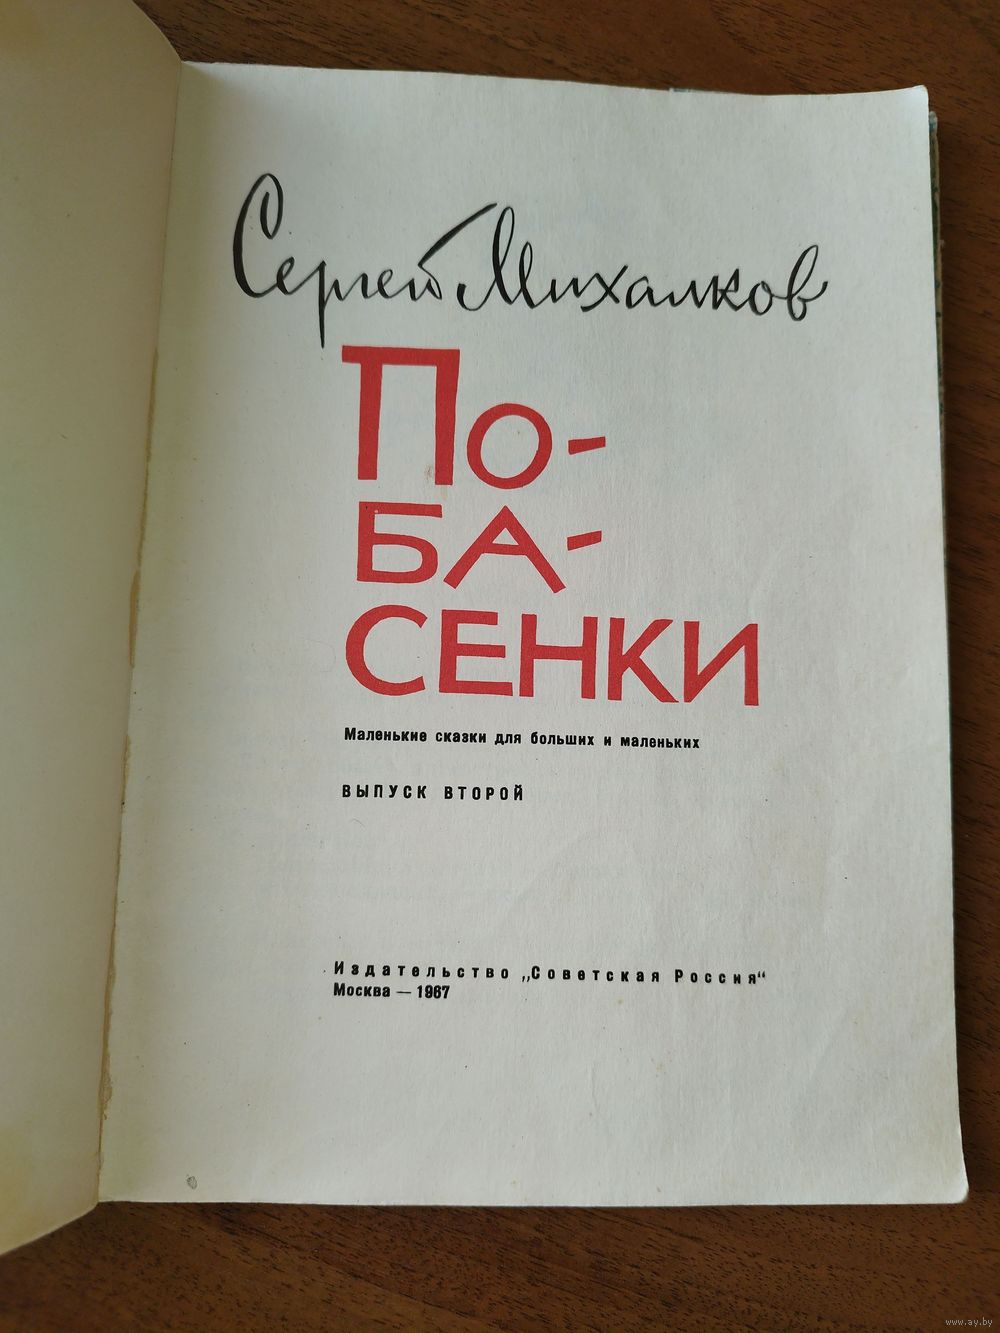 Сергей Михалков
ПО-
БА-
СЕНКИ
Маленькие сказки для больших и маленьких
ВЫПУСК ВТОРОЙ
Издательство „Советская Россия“
Москва — 1967
www.ay.by